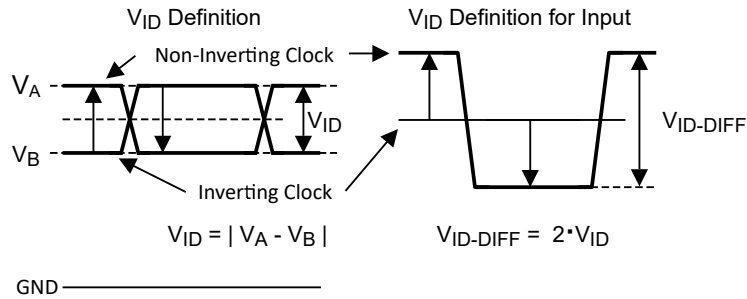 VID Definition
VID Definition for Input
Non-Inverting Clock
VA
VID
VID-DIFF
VB
Inverting Clock
VID = | VA - VB |
VID-DIFF = 2·VID
GND